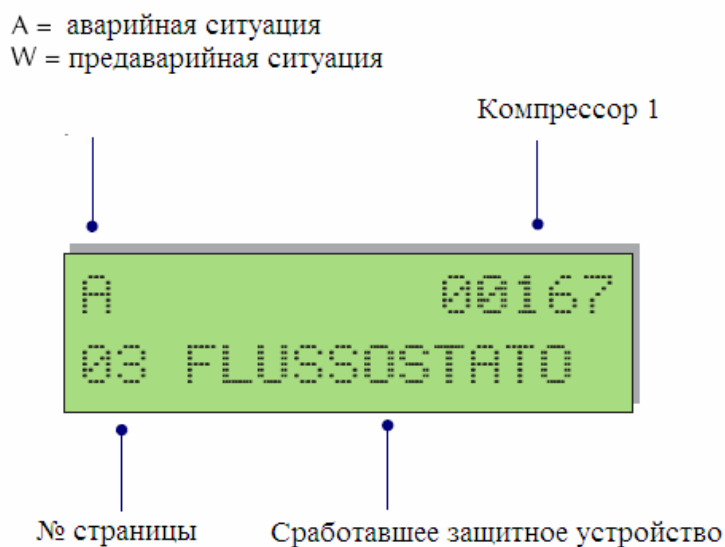 A = аварийная ситуация
W = предаварийная ситуация
Компрессор 1
A 00167
03 FLUSSOSTATO
№ страницы Сработавшее защитное устройство